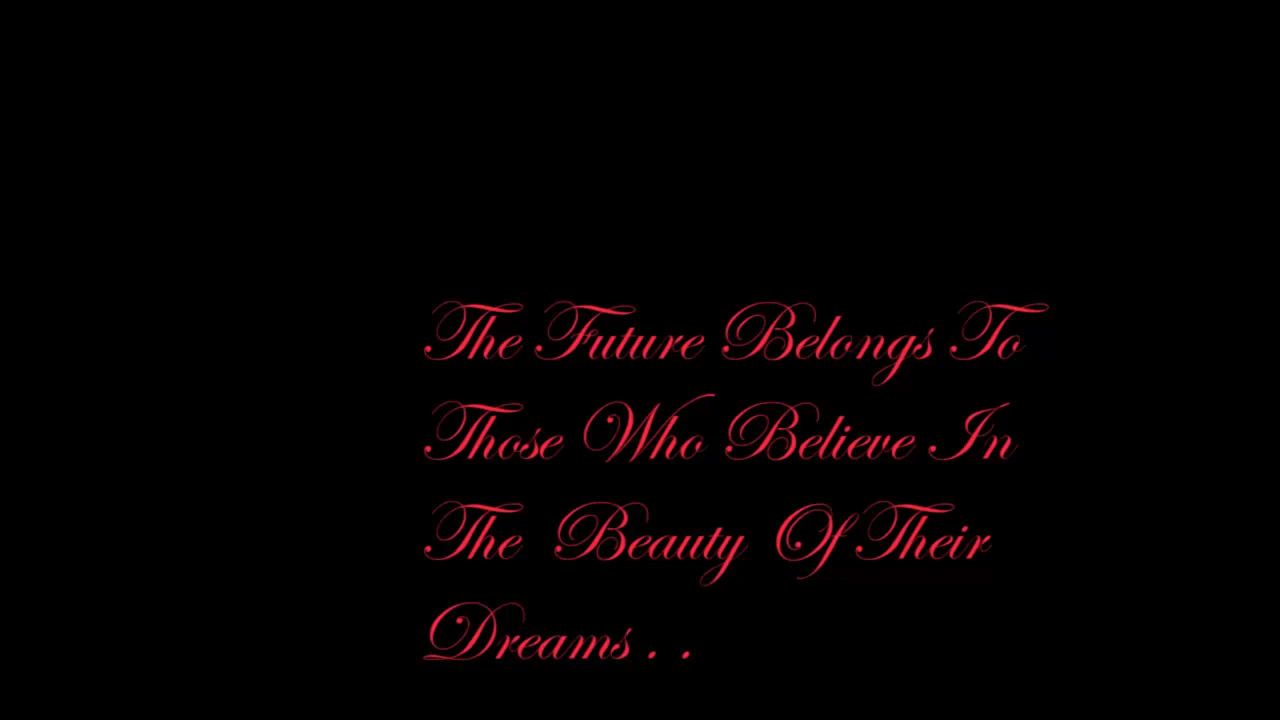 The Future Belongs To
Those Who Believe In
The Beauty Of Their
Dreams . .